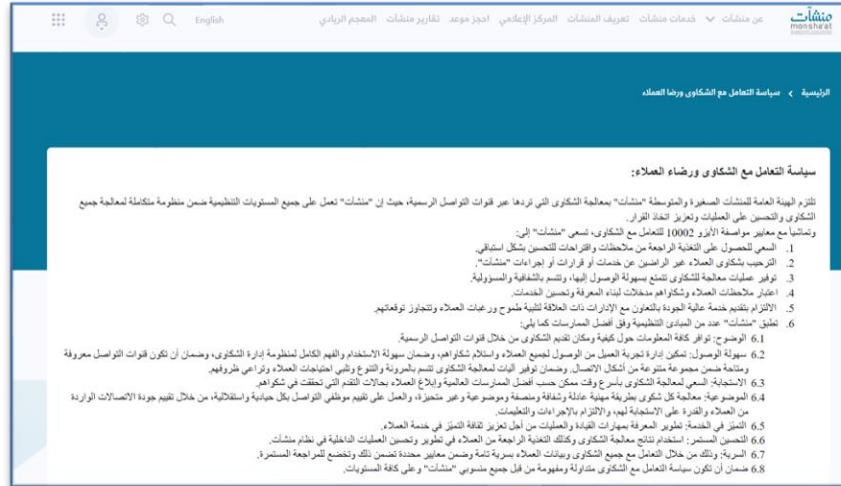 منشآت
monsha'at
عن منشآت خدمات منشآت تعريف المنشآت المركز الإعلامي احجز موعد تقارير منشآت المعجم الريادي
English
الرئيسية > سياسة التعامل مع الشكاوى ورضا العملاء
سياسة التعامل مع الشكاوى ورضاء العملاء:
تلتزم الهيئة العامة للمنشآت الصغيرة والمتوسطة "منشآت" بمعالجة الشكاوى التي تردها عبر قنوات التواصل الرسمية، حيث إن "منشآت" تعمل على جميع المستويات التنظيمية ضمن منظومة متكاملة لمعالجة جميع
الشكاوى والتحسين على العمليات وتعزيز اتخاذ القرار.
وتماشياً مع معايير مواصفة الأيزو 10002 للتعامل مع الشكاوى، تسعى "منشآت" إلى:
1. السعي للحصول على التغذية الراجعة من ملاحظات واقتراحات للتحسين بشكل استباقي.
2. الترحيب بشكاوى العملاء غير الراضين عن خدمات أو قرارات أو إجراءات "منشآت".
3. توفير عمليات معالجة للشكاوى تتمتع بسهولة الوصول إليها، وتتسم بالشفافية والمسؤولية.
4. اعتبار ملاحظات العملاء وشكاواهم مدخلات لبناء المعرفة وتحسين الخدمات.
5. الالتزام بتقديم خدمة عالية الجودة بالتعاون مع الإدارات ذات العلاقة لتلبية طموح ورغبات العملاء وتتجاوز توقعاتهم.
6. تطبق "منشآت" عدد من المبادئ التنظيمية وفق أفضل الممارسات كما يلي:
6.1 الوضوح: توافر كافة المعلومات حول كيفية ومكان تقديم الشكاوى من خلال قنوات التواصل الرسمية.
6.2 سهولة الوصول: تمكين إدارة تجربة العميل من الوصول لجميع العملاء واستلام شكاواهم، وضمان سهولة الاستخدام والفهم الكامل لمنظومة إدارة الشكاوى، وضمان أن تكون قنوات التواصل معروفة
ومتاحة ضمن مجموعة متنوعة من أشكال الاتصال. وضمان توفير آليات لمعالجة الشكاوى تتسم بالمرونة والتنوع وتلبي احتياجات العملاء وتراعي ظروفهم.
6.3 الاستجابة: السعي لمعالجة الشكاوى بأسرع وقت ممكن حسب أفضل الممارسات العالمية وإبلاغ العملاء بحالات التقدم التي تحققت في شكواهم.
6.4 الموضوعية: معالجة كل شكوى بطريقة مهنية عادلة وشفافة ومنصفة وموضوعية وغير متحيزة، والعمل على تقييم موظفي التواصل بكل حيادية واستقلالية، من خلال تقييم جودة الاتصالات الواردة
من العملاء والقدرة على الاستجابة لهم، والالتزام بالإجراءات والتعليمات.
6.5 التميّز في الخدمة: تطوير المعرفة بمهارات القيادة والعمليات من أجل تعزيز ثقافة التميّز في خدمة العملاء.
6.6 التحسين المستمر: استخدام نتائج معالجة الشكاوى وكذلك التغذية الراجعة من العملاء في تطوير وتحسين العمليات الداخلية في نظام منشآت.
6.7 السرية: وذلك من خلال التعامل مع جميع الشكاوى وبيانات العملاء بسرية تامة وضمن معايير محددة تضمن ذلك وتخضع للمراجعة المستمرة.
6.8 ضمان أن تكون سياسة التعامل مع الشكاوى متداولة ومفهومة من قبل جميع منسوبي "منشآت" وعلى كافة المستويات.